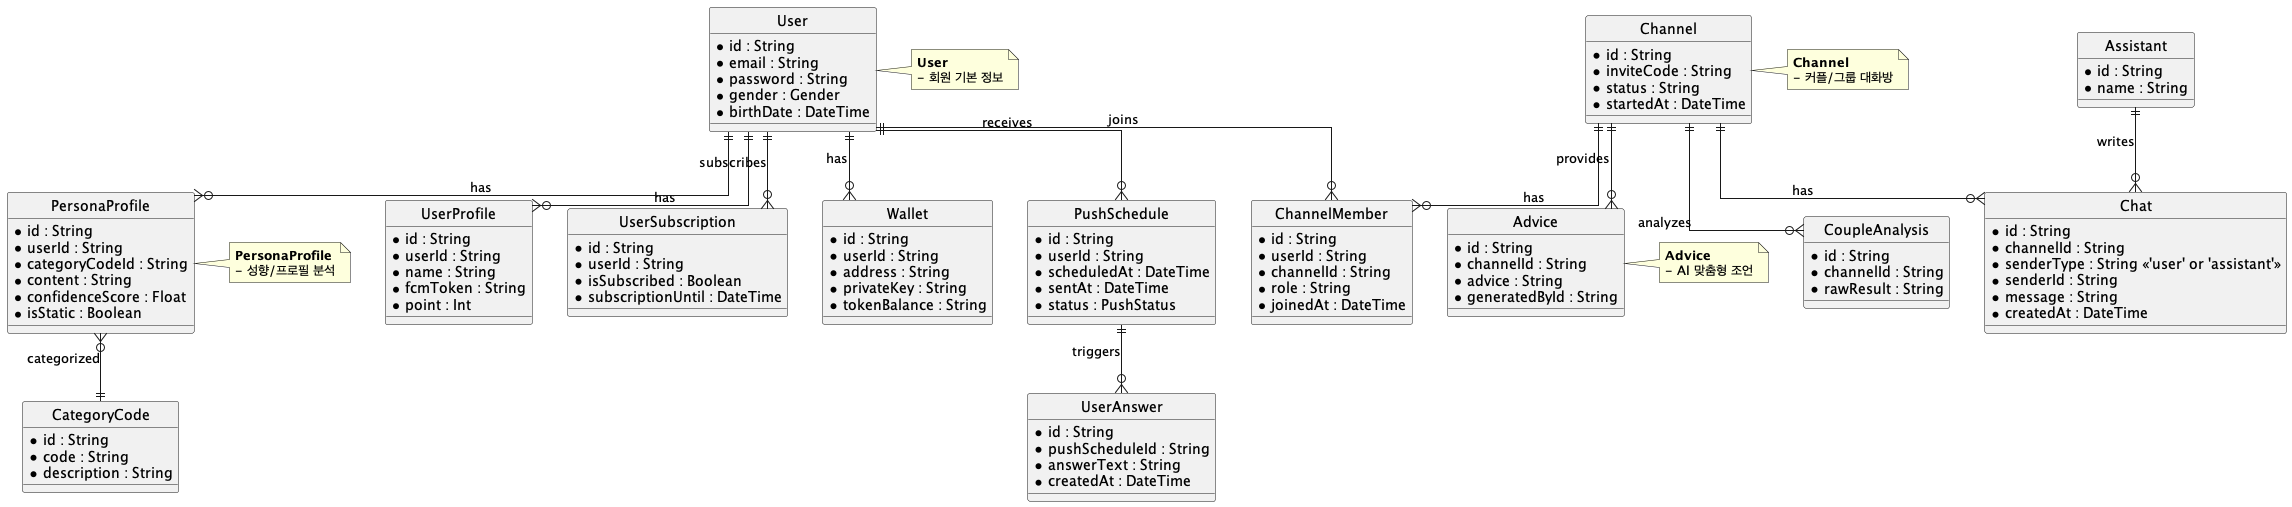 User
id : String
email : String
password : String
gender : Gender
birthDate : DateTime
User
– 회원 기본 정보
Channel
id : String
inviteCode : String
status : String
startedAt : DateTime
Channel
– 커플/그룹 대화방
Assistant
id : String
name : String
has
has
subscribes
has
receives
joins
has
provides
analyzes
has
writes
PersonaProfile
id : String
userId : String
categoryCodeId : String
content : String
confidenceScore : Float
isStatic : Boolean
PersonaProfile
– 성향/프로필 분석
UserProfile
id : String
userId : String
name : String
fcmToken : String
point : Int
UserSubscription
id : String
userId : String
isSubscribed : Boolean
subscriptionUntil : DateTime
Wallet
id : String
userId : String
address : String
privateKey : String
tokenBalance : String
PushSchedule
id : String
userId : String
scheduledAt : DateTime
sentAt : DateTime
status : PushStatus
ChannelMember
id : String
userId : String
channelId : String
role : String
joinedAt : DateTime
Advice
id : String
channelId : String
advice : String
generatedById : String
Advice
– AI 맞춤형 조언
CoupleAnalysis
id : String
channelId : String
rawResult : String
Chat
id : String
channelId : String
senderType : String «'user' or 'assistant'»
senderId : String
message : String
createdAt : DateTime
categorized
triggers
CategoryCode
id : String
code : String
description : String
UserAnswer
id : String
pushScheduleId : String
answerText : String
createdAt : DateTime